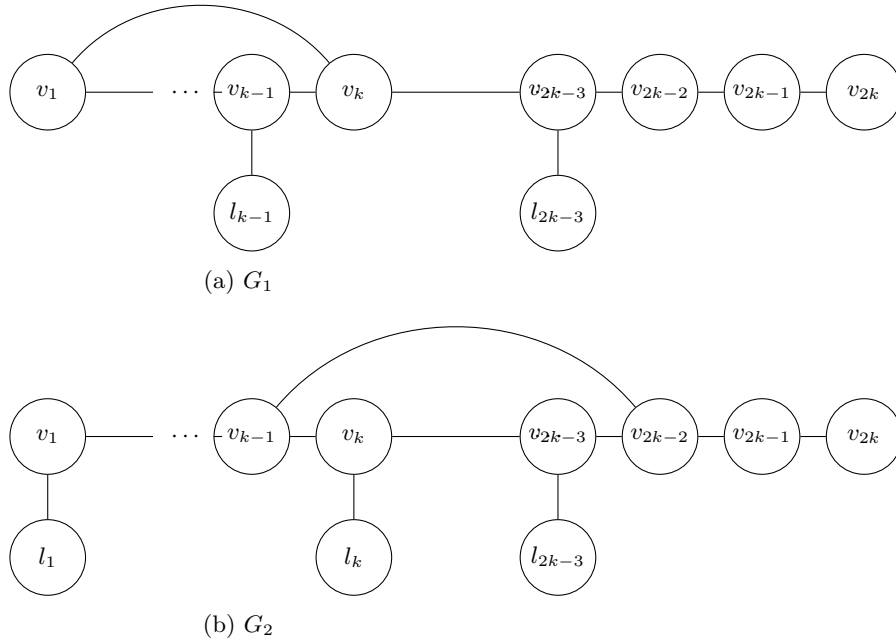 v₁ ⋯ vₖ₋₁ vₖ v₂ₖ₋₃ v₂ₖ₋₂ v₂ₖ₋₁ v₂ₖ
lₖ₋₁ l₂ₖ₋₃
(a) G₁
v₁ ⋯ vₖ₋₁ vₖ v₂ₖ₋₃ v₂ₖ₋₂ v₂ₖ₋₁ v₂ₖ
l₁ lₖ l₂ₖ₋₃
(b) G₂